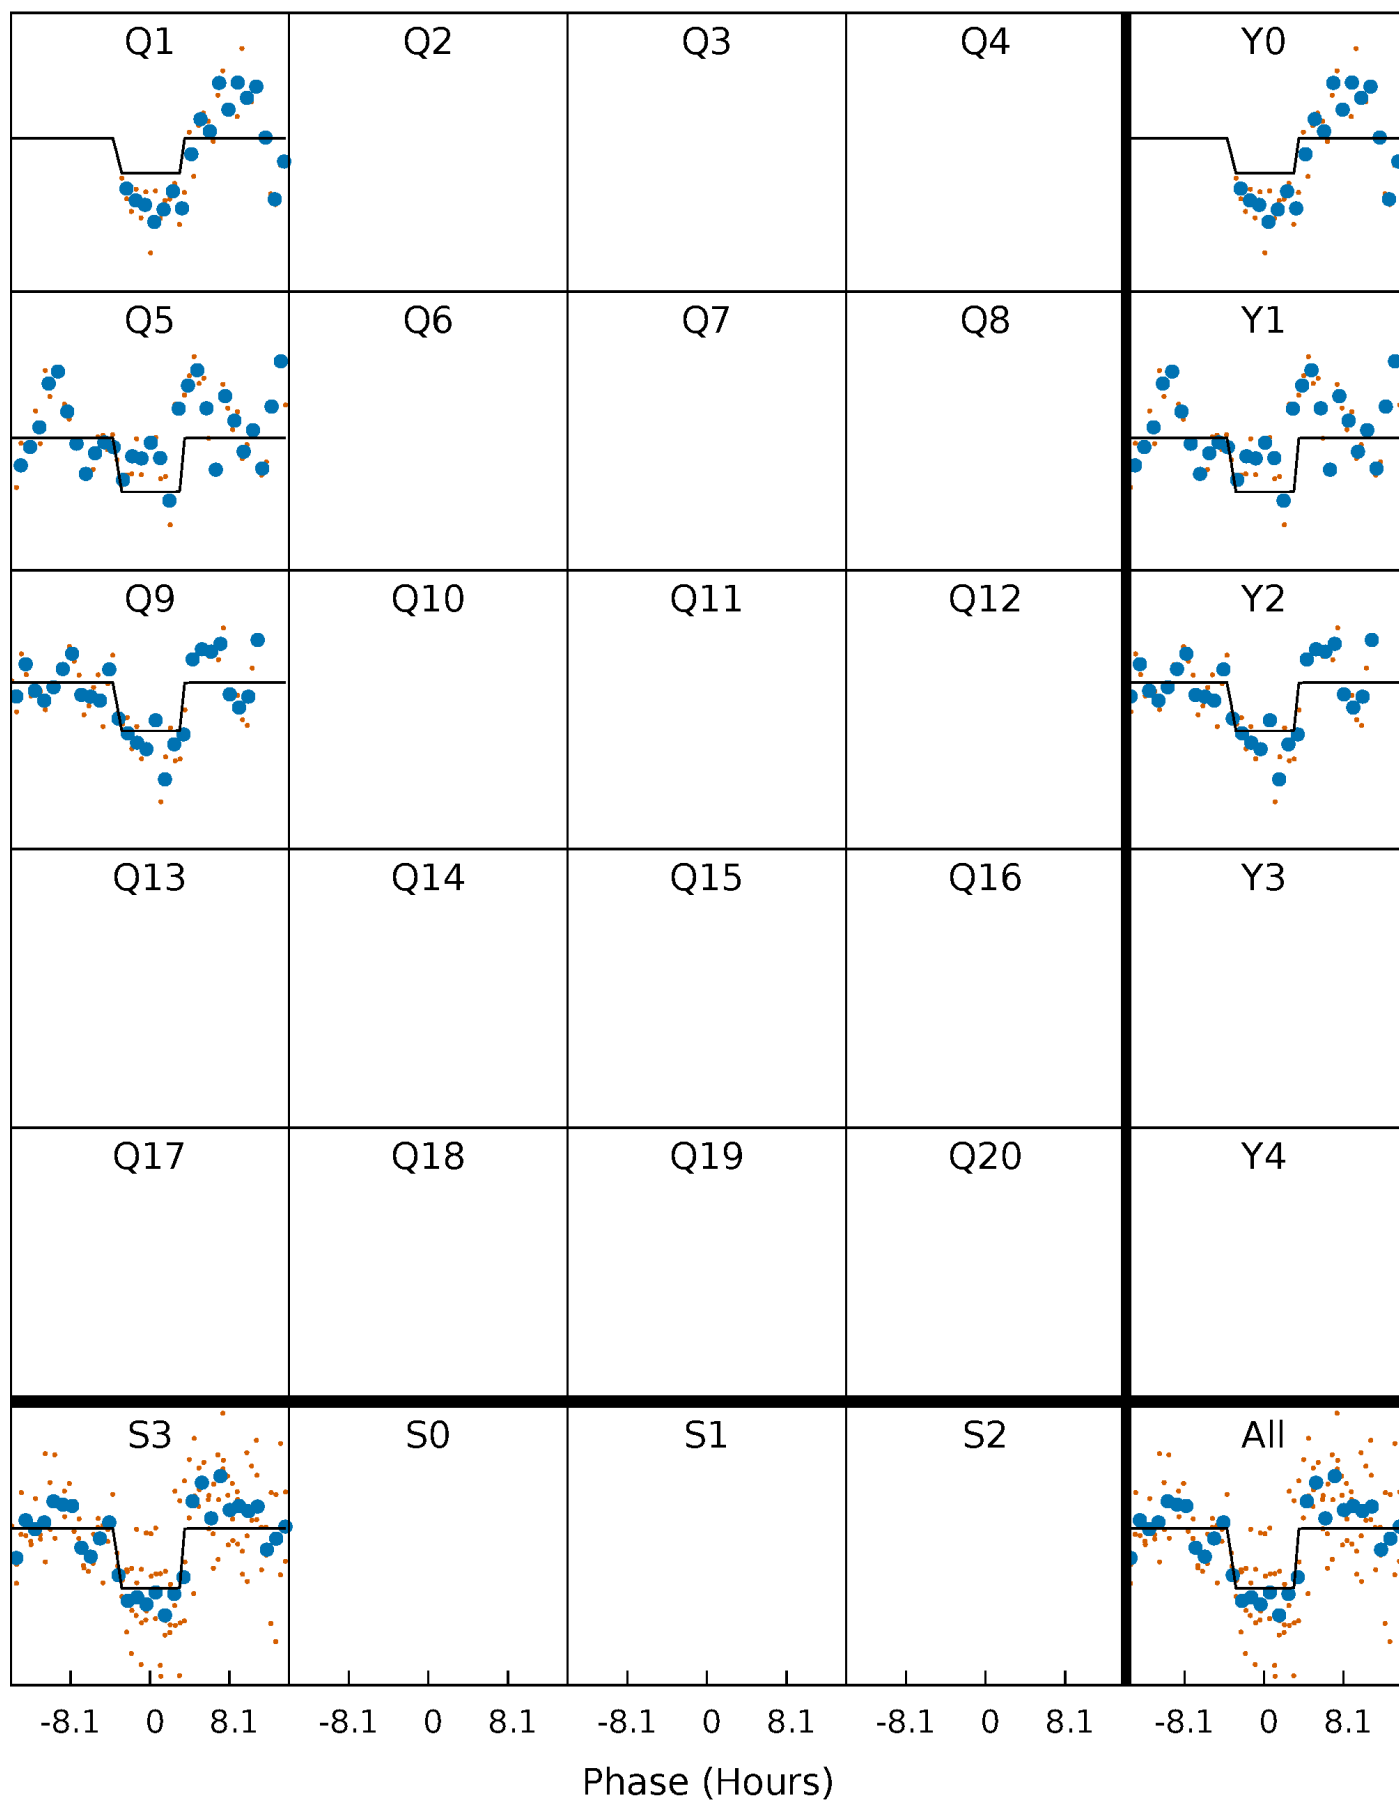 Q1 Q2 Q3 Q4 Y0
Q5 Q6 Q7 Q8 Y1
Q9 Q10 Q11 Q12 Y2
Q13 Q14 Q15 Q16 Y3
Q17 Q18 Q19 Q20 Y4
S3 S0 S1 S2 All
-8.1 0 8.1 -8.1 0 8.1 -8.1 0 8.1 -8.1 0 8.1 -8.1 0 8.1
Phase (Hours)